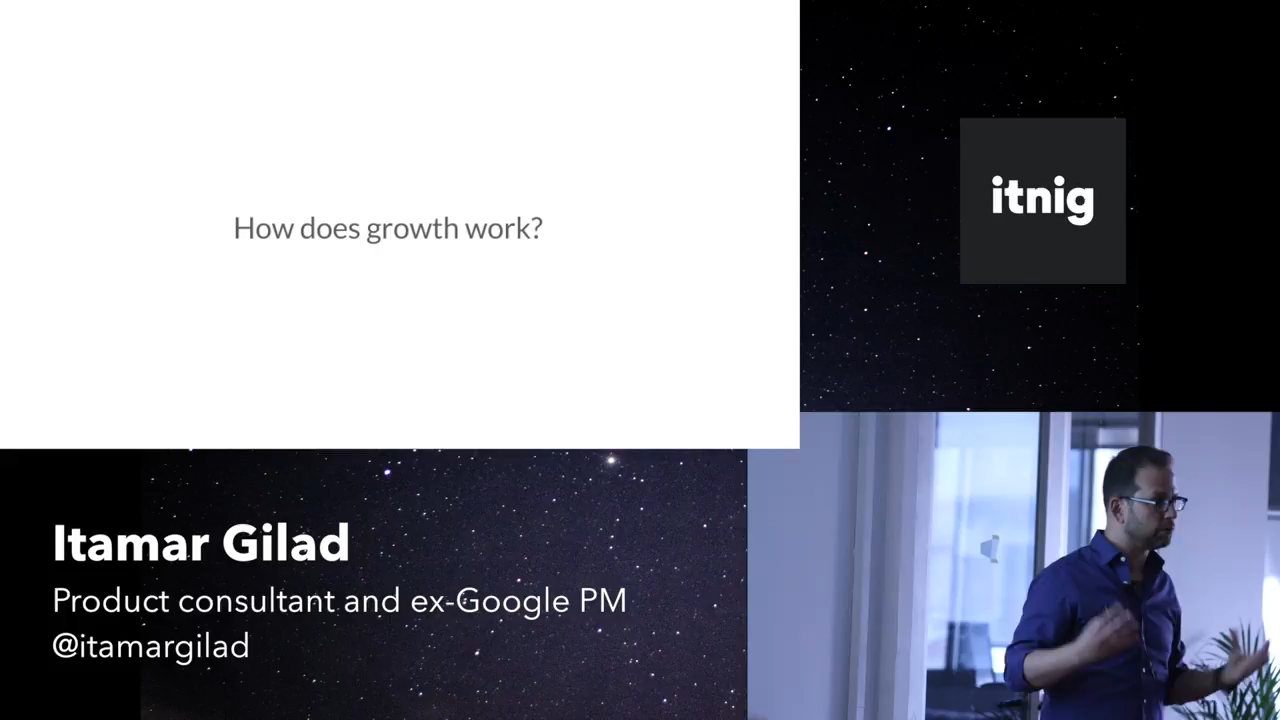 How does growth work?
itnig
Itamar Gilad
Product consultant and ex-Google PM
@itamargilad